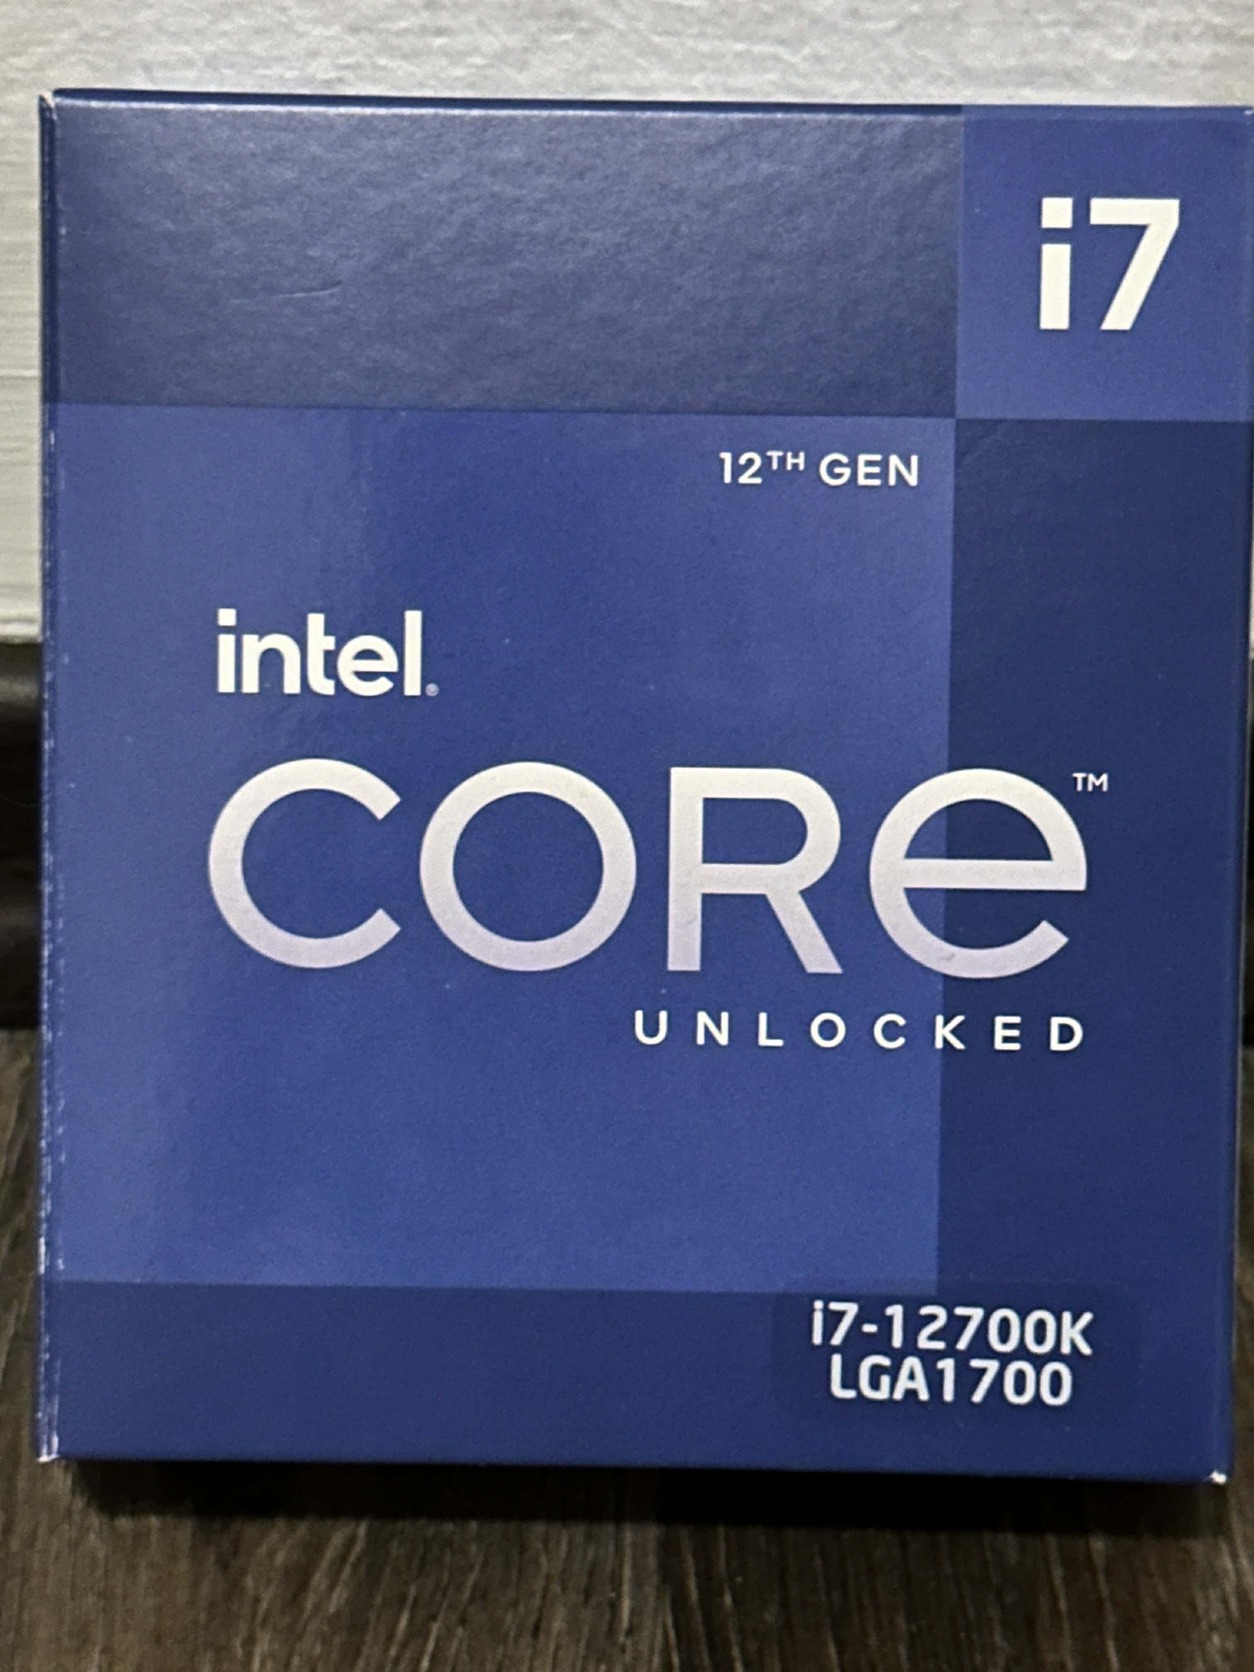 i7
12TH GEN
intel®
CORe™
UNLOCKED
i7-12700K
LGA1700